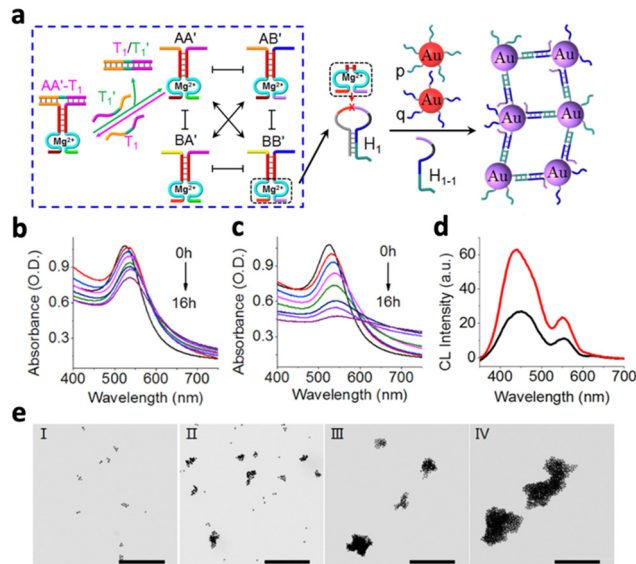 a
T₁/T₁'
AA'
AB'
AA'-T₁
Mg²⁺
Mg²⁺
Mg²⁺
T₁'
T₁
BA'
BB'
Mg²⁺
Mg²⁺
Mg²⁺
X
H₁
Au
p
Au
q
H₁₋₁
Au
Au
Au
Au
Au
Au
b
Absorbance (O.D.)
0.9
0.6
0.3
0h
16h
400 500 600 700
Wavelength (nm)
c
Absorbance (O.D.)
0.9
0.6
0.3
0h
16h
400 500 600 700
Wavelength (nm)
d
CL Intensity (a.u.)
60
40
20
0
400 500 600 700
Wavelength (nm)
e
I
II
III
IV